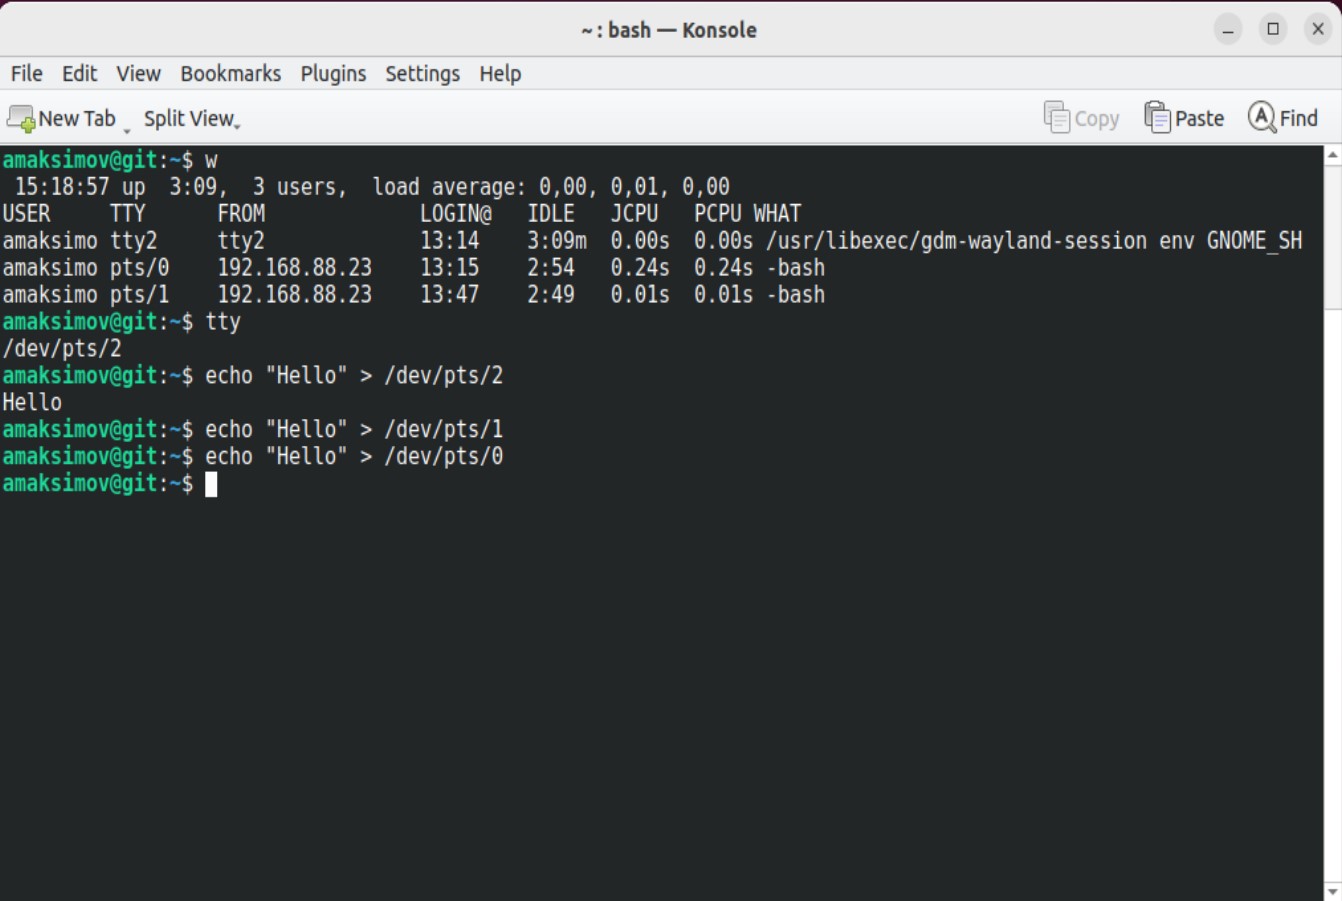 ~ : bash — Konsole
File Edit View Bookmarks Plugins Settings Help
New Tab Split View Copy Paste Find
amaksimov@git:~$ w
 15:18:57 up  3:09,  3 users,  load average: 0,00, 0,01, 0,00
USER     TTY      FROM             LOGIN@   IDLE   JCPU   PCPU WHAT
amaksimo tty2     tty2             13:14    3:09m  0.00s  0.00s /usr/libexec/gdm-wayland-session env GNOME_SH
amaksimo pts/0    192.168.88.23    13:15    2:54   0.24s  0.24s -bash
amaksimo pts/1    192.168.88.23    13:47    2:49   0.01s  0.01s -bash
amaksimov@git:~$ tty
/dev/pts/2
amaksimov@git:~$ echo "Hello" > /dev/pts/2
Hello
amaksimov@git:~$ echo "Hello" > /dev/pts/1
amaksimov@git:~$ echo "Hello" > /dev/pts/0
amaksimov@git:~$